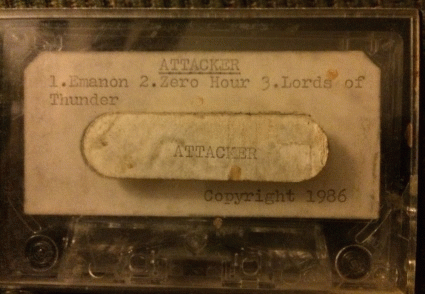 ATTACKER
1.Emanon 2.Zero Hour 3.Lords of
Thunder
ATTACKER
Copyright 1986